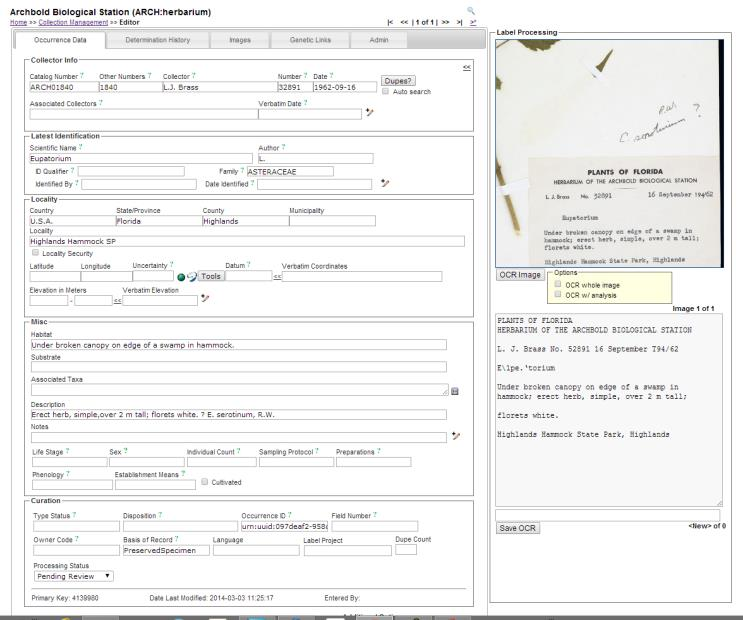 Archbold Biological Station (ARCH:herbarium)
Home >> Collection Management >> Editor
|< << | 1 of 1 | >> >| >*
Occurrence Data Determination History Images Genetic Links Admin
Collector Info
<<
Catalog Number ? Other Numbers ? Collector ? Number ? Date ?
ARCH01840 1840 L.J. Brass 32891 1962-09-16 Dupes?
Auto search
Associated Collectors ? Verbatim Date ?
Latest Identification
Scientific Name ? Author ?
Eupatorium L.
ID Qualifier ? Family ? ASTERACEAE
Identified By ? Date Identified ?
Locality
Country State/Province County Municipality
U.S.A. Florida Highlands
Locality
Highlands Hammock SP
Locality Security
Latitude Longitude Uncertainty ? Datum ? Verbatim Coordinates
Tools <<
Elevation in Meters Verbatim Elevation
- <<
Misc
Habitat
Under broken canopy on edge of a swamp in hammock.
Substrate
Associated Taxa
Description
Erect herb, simple,over 2 m tall; florets white. ? E. serotinum, R.W.
Notes
Life Stage ? Sex ? Individual Count ? Sampling Protocol ? Preparations ?
Phenology ? Establishment Means ? Cultivated
Curation
Type Status ? Disposition ? Occurrence ID ? Field Number ?
urn:uuid:097deaf2-958
Owner Code ? Basis of Record ? Language Label Project Dupe Count
PreservedSpecimen
Processing Status
Pending Review
Primary Key: 4139980 Date Last Modified: 2014-03-03 11:25:17 Entered By:
Label Processing
R.W.
E. serotinum ?
PLANTS OF FLORIDA
HERBARIUM OF THE ARCHBOLD BIOLOGICAL STATION
L. J. Brass No. 32891 16 September 194/62
Eupatorium
Under broken canopy on edge of a swamp in
hammock; erect herb, simple, over 2 m tall;
florets white.
Highlands Hammock State Park, Highlands
OCR Image
Options
OCR whole image
OCR w/ analysis
Image 1 of 1
PLANTS OF FLORIDA
HERBARIUM OF THE ARCHBOLD BIOLOGICAL STATION
L. J. Brass No. 52891 16 September T94/62
E\lpe.'torium
Under broken canopy on edge of a swamp in
hammock; erect herb, simple, over 2 m tall;
florets white.
Highlands Hammock State Park, Highlands
Save OCR
<New> of 0